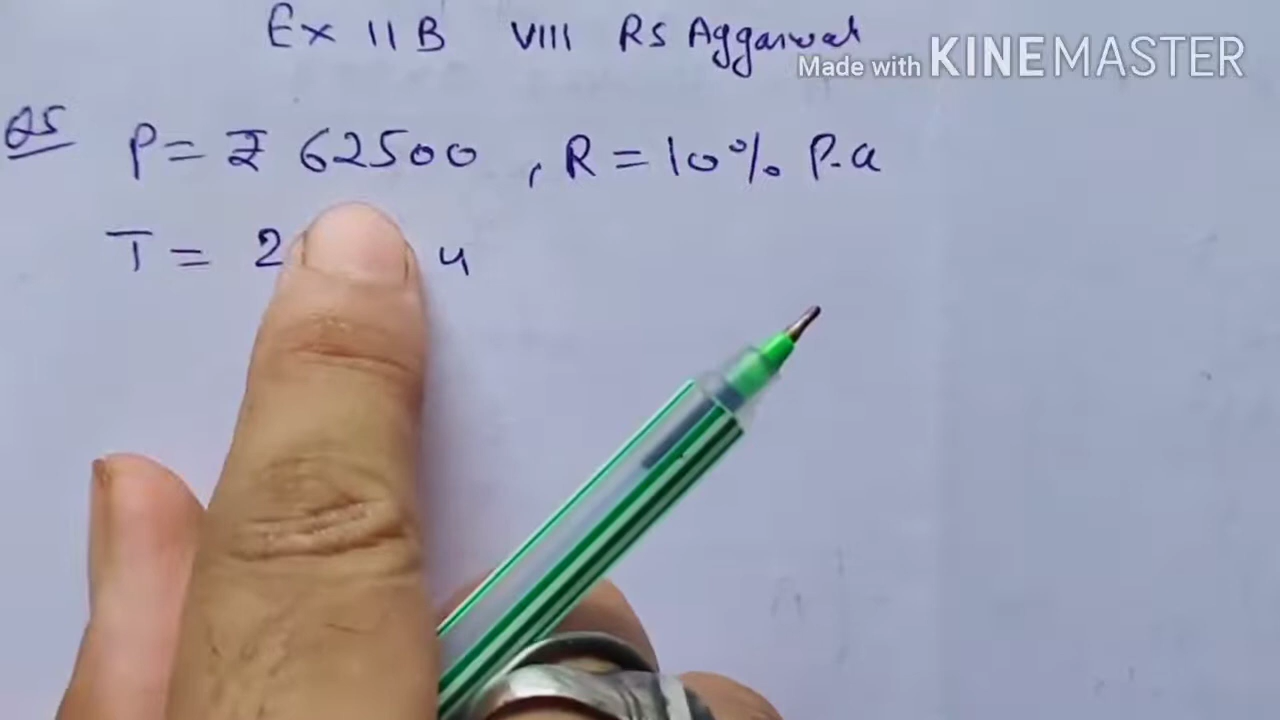 Ex 11B VIII RS Aggarwal
Made with KINEMASTER
Q5 P = ₹ 62500 , R = 10% P.a
T = 2 y